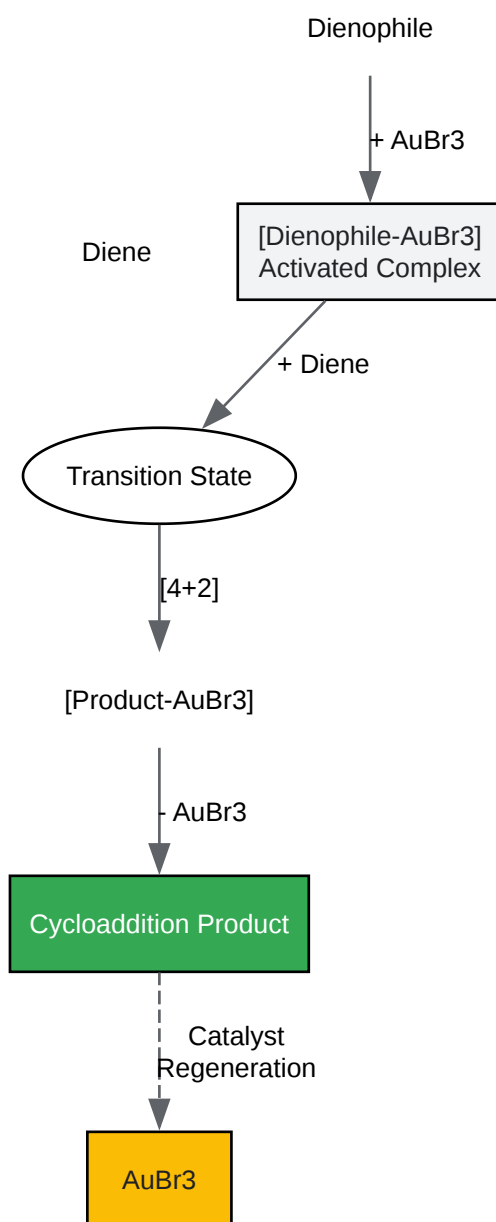 Dienophile
+ AuBr3
[Dienophile-AuBr3]
Activated Complex
Diene
+ Diene
Transition State
[4+2]
[Product-AuBr3]
- AuBr3
Cycloaddition Product
Catalyst
Regeneration
AuBr3